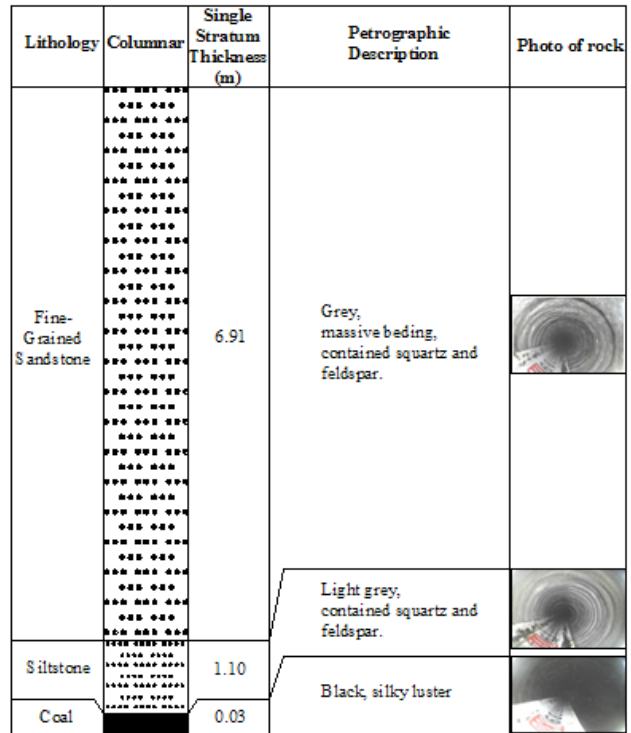 Lithology
Columnar
Single
Stratum
Thickness
(m)
Petrographic
Description
Photo of rock
Fine-
Grained
Sandstone
6.91
Grey,
massive beding,
contained squartz and
feldspar.
Siltstone
1.10
Light grey,
contained squartz and
feldspar.
Coal
0.03
Black, silky luster